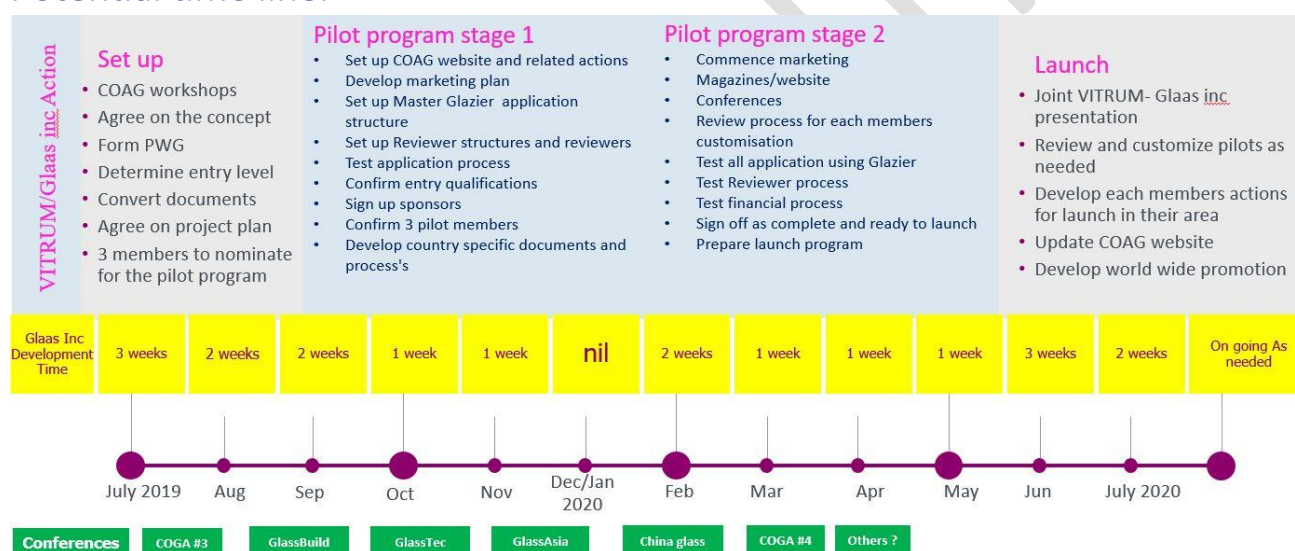 Potential time line:
VITRUM/Glaas inc Action
Set up
• COAG workshops
• Agree on the concept
• Form PWG
• Determine entry level
• Convert documents
• Agree on project plan
• 3 members to nominate
for the pilot program
Pilot program stage 1
• Set up COAG website and related actions
• Develop marketing plan
• Set up Master Glazier application
structure
• Set up Reviewer structures and reviewers
• Test application process
• Confirm entry qualifications
• Sign up sponsors
• Confirm 3 pilot members
• Develop country specific documents and
process's
Pilot program stage 2
• Commence marketing
• Magazines/website
• Conferences
• Review process for each members
customisation
• Test all application using Glazier
• Test Reviewer process
• Test financial process
• Sign off as complete and ready to launch
• Prepare launch program
Launch
• Joint VITRUM- Glaas inc
presentation
• Review and customize pilots as
needed
• Develop each members actions
for launch in their area
• Update COAG website
• Develop world wide promotion
Glaas Inc
Development
Time
3 weeks
2 weeks
2 weeks
1 week
1 week
nil
2 weeks
1 week
1 week
1 week
3 weeks
2 weeks
On going As
needed
July 2019
Aug
Sep
Oct
Nov
Dec/Jan
2020
Feb
Mar
Apr
May
Jun
July 2020
Conferences
COGA #3
GlassBuild
GlassTec
GlassAsia
China glass
COGA #4
Others ?